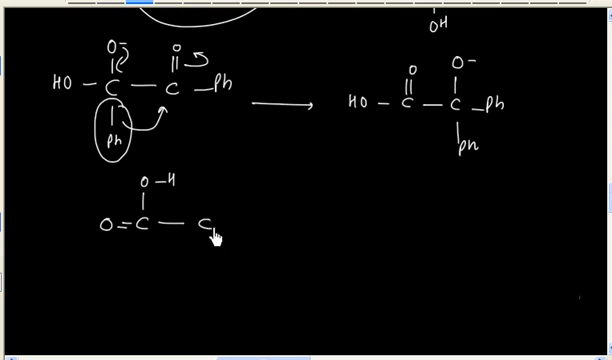 OH
O⁻ O O O⁻
HO – C – C – Ph → HO – C – C – Ph
Ph Ph
O – H
O = C – C